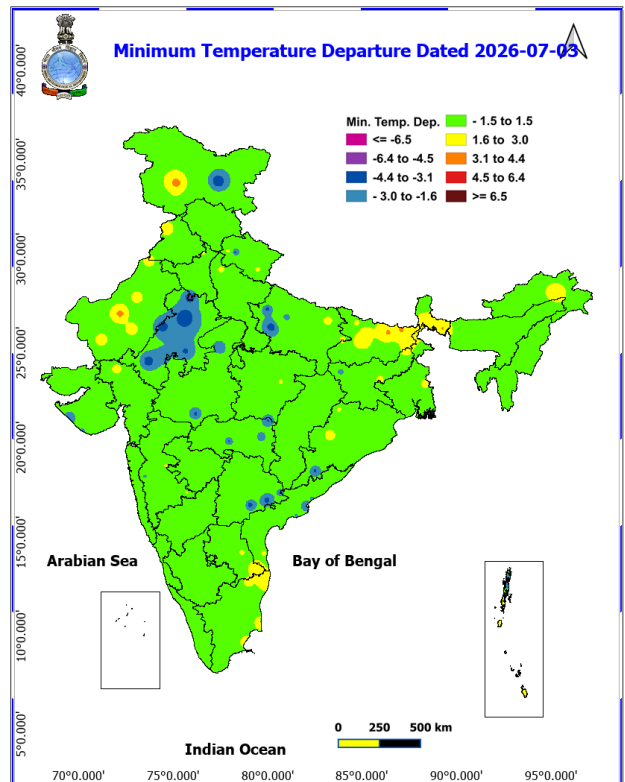 Minimum Temperature Departure Dated 2026-07-03
Min. Temp. Dep.
<= -6.5
-6.4 to -4.5
-4.4 to -3.1
- 3.0 to -1.6
- 1.5 to 1.5
1.6 to 3.0
3.1 to 4.4
4.5 to 6.4
>= 6.5
40°0.000'
35°0.000'
30°0.000'
25°0.000'
20°0.000'
15°0.000'
10°0.000'
5°0.000'
Arabian Sea
Bay of Bengal
Indian Ocean
0 250 500 km
70°0.000' 75°0.000' 80°0.000' 85°0.000' 90°0.000' 95°0.000'